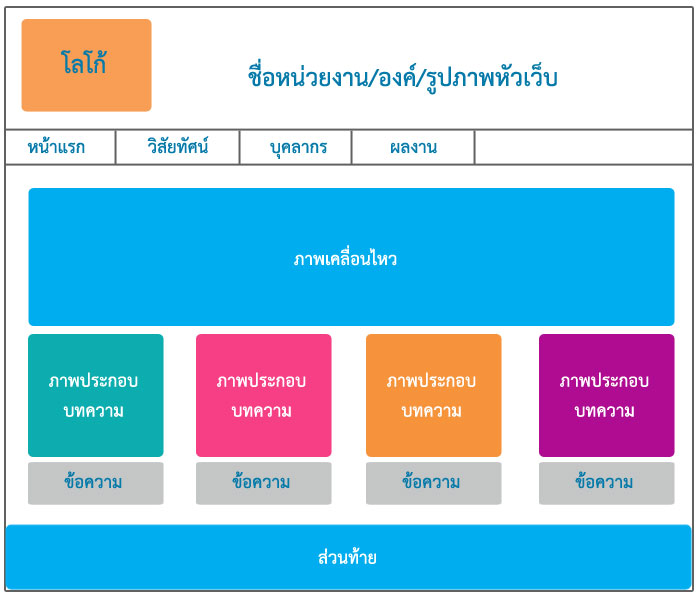 โลโก้
ชื่อหน่วยงาน/องค์/รูปภาพหัวเว็บ
หน้าแรก วิสัยทัศน์ บุคลากร ผลงาน
ภาพเคลื่อนไหว
ภาพประกอบ ภาพประกอบ ภาพประกอบ ภาพประกอบ
บทความ บทความ บทความ บทความ
ข้อความ ข้อความ ข้อความ ข้อความ
ส่วนท้าย